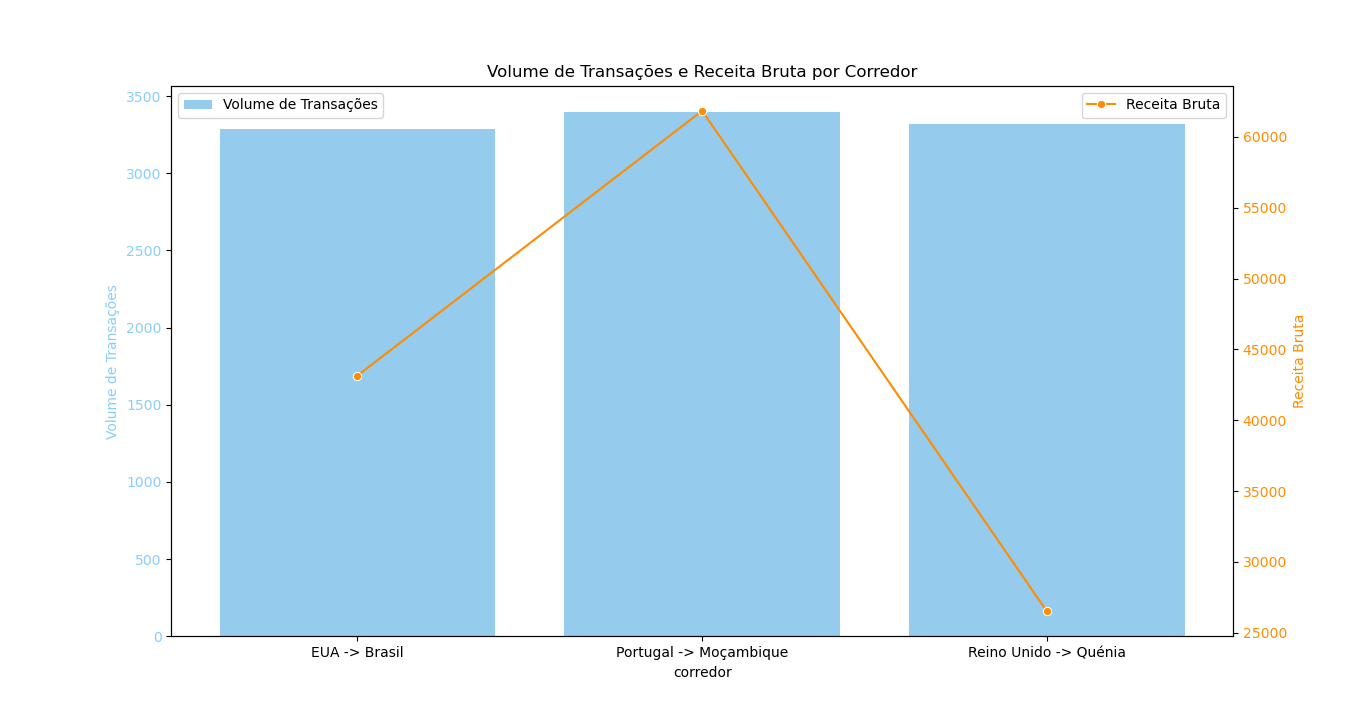 Volume de Transações e Receita Bruta por Corredor
Volume de Transações
Receita Bruta
3500
3000
2500
2000
1500
1000
500
0
Volume de Transações
60000
55000
50000
45000
40000
35000
30000
25000
Receita Bruta
EUA -> Brasil
Portugal -> Moçambique
Reino Unido -> Quénia
corredor